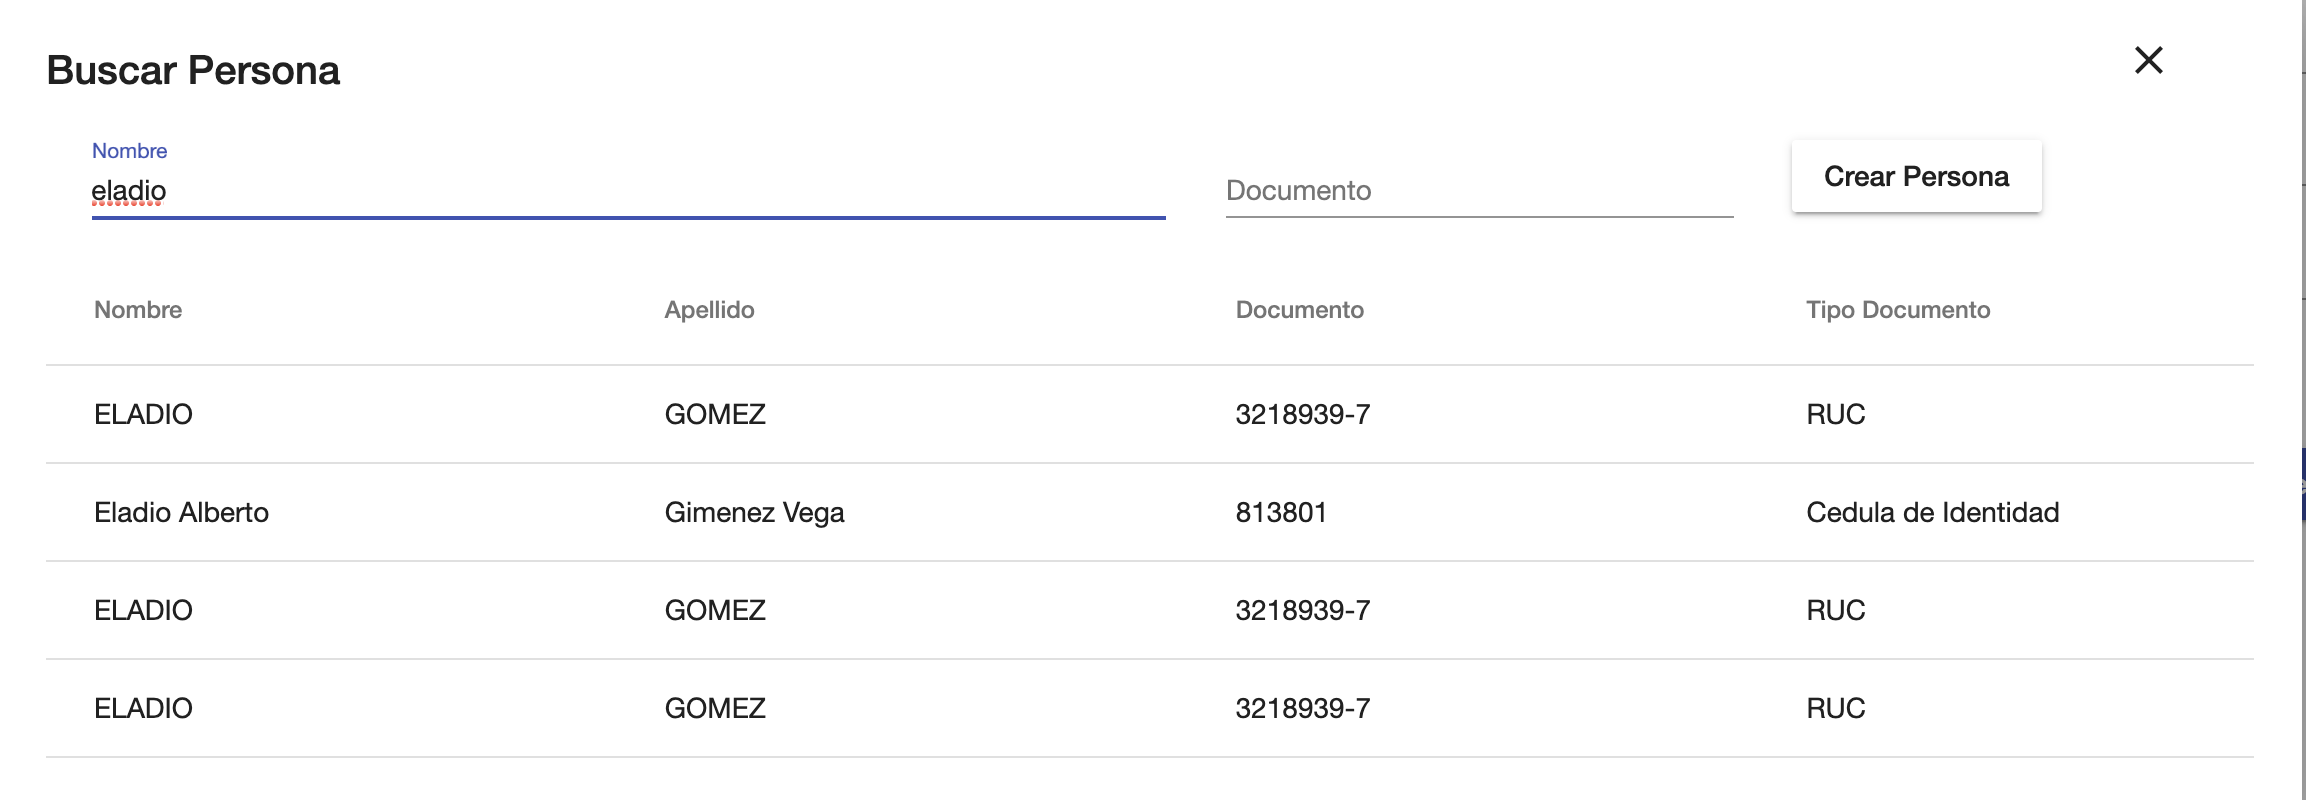 Buscar Persona
Nombre
eladio
Documento
Crear Persona
Nombre Apellido Documento Tipo Documento
ELADIO GOMEZ 3218939-7 RUC
Eladio Alberto Gimenez Vega 813801 Cedula de Identidad
ELADIO GOMEZ 3218939-7 RUC
ELADIO GOMEZ 3218939-7 RUC